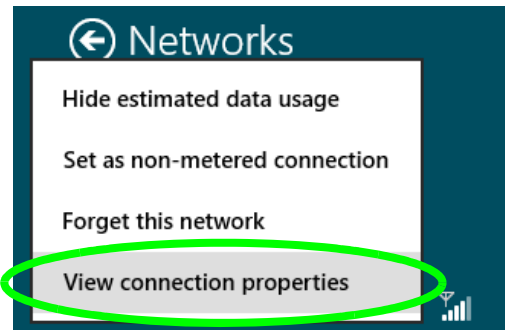 Networks
Hide estimated data usage
Set as non-metered connection
Forget this network
View connection properties